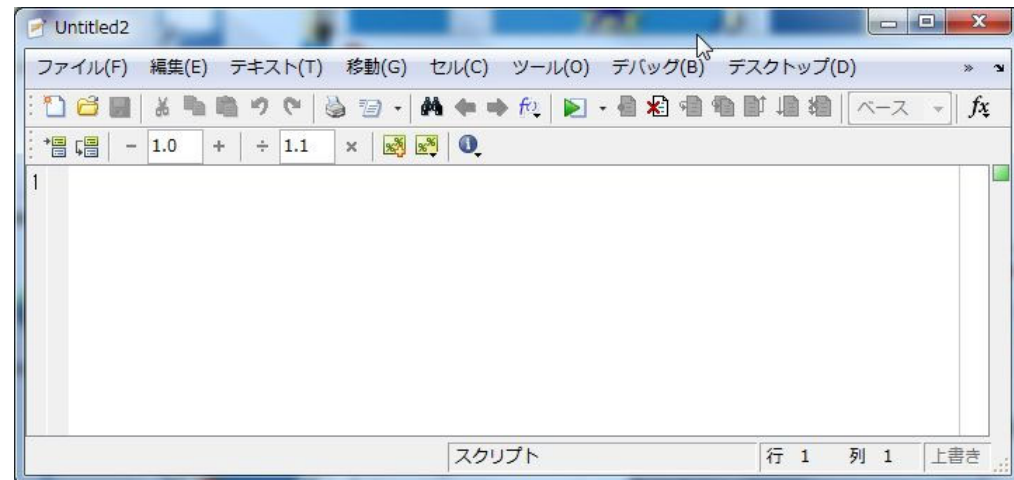 Untitled2
ファイル(F) 編集(E) テキスト(T) 移動(G) セル(C) ツール(O) デバッグ(B) デスクトップ(D) »
ベース fx
− 1.0 + ÷ 1.1 ×
1
スクリプト 行 1 列 1 上書き